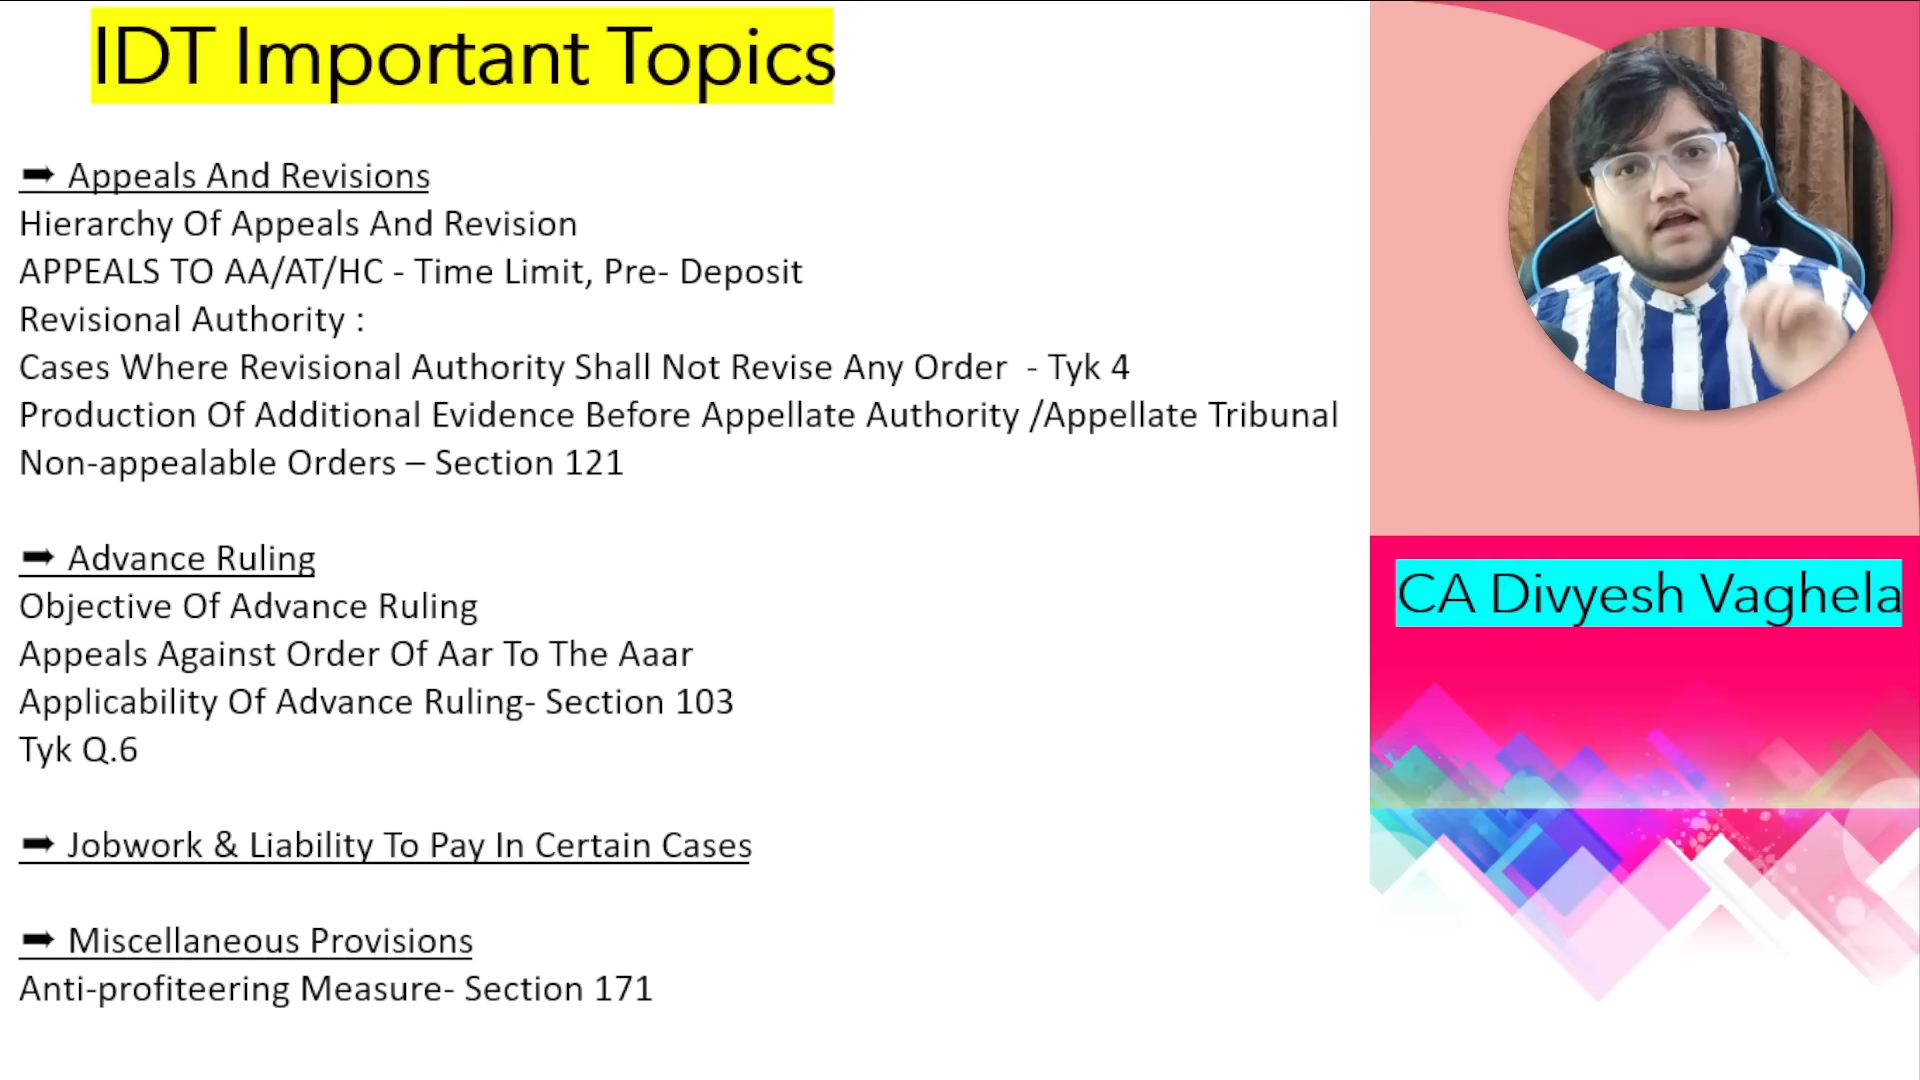 IDT Important Topics
➡ Appeals And Revisions
Hierarchy Of Appeals And Revision
APPEALS TO AA/AT/HC - Time Limit, Pre- Deposit
Revisional Authority :
Cases Where Revisional Authority Shall Not Revise Any Order - Tyk 4
Production Of Additional Evidence Before Appellate Authority /Appellate Tribunal
Non-appealable Orders – Section 121
➡ Advance Ruling
Objective Of Advance Ruling
Appeals Against Order Of Aar To The Aaar
Applicability Of Advance Ruling- Section 103
Tyk Q.6
➡ Jobwork & Liability To Pay In Certain Cases
➡ Miscellaneous Provisions
Anti-profiteering Measure- Section 171
CA Divyesh Vaghela